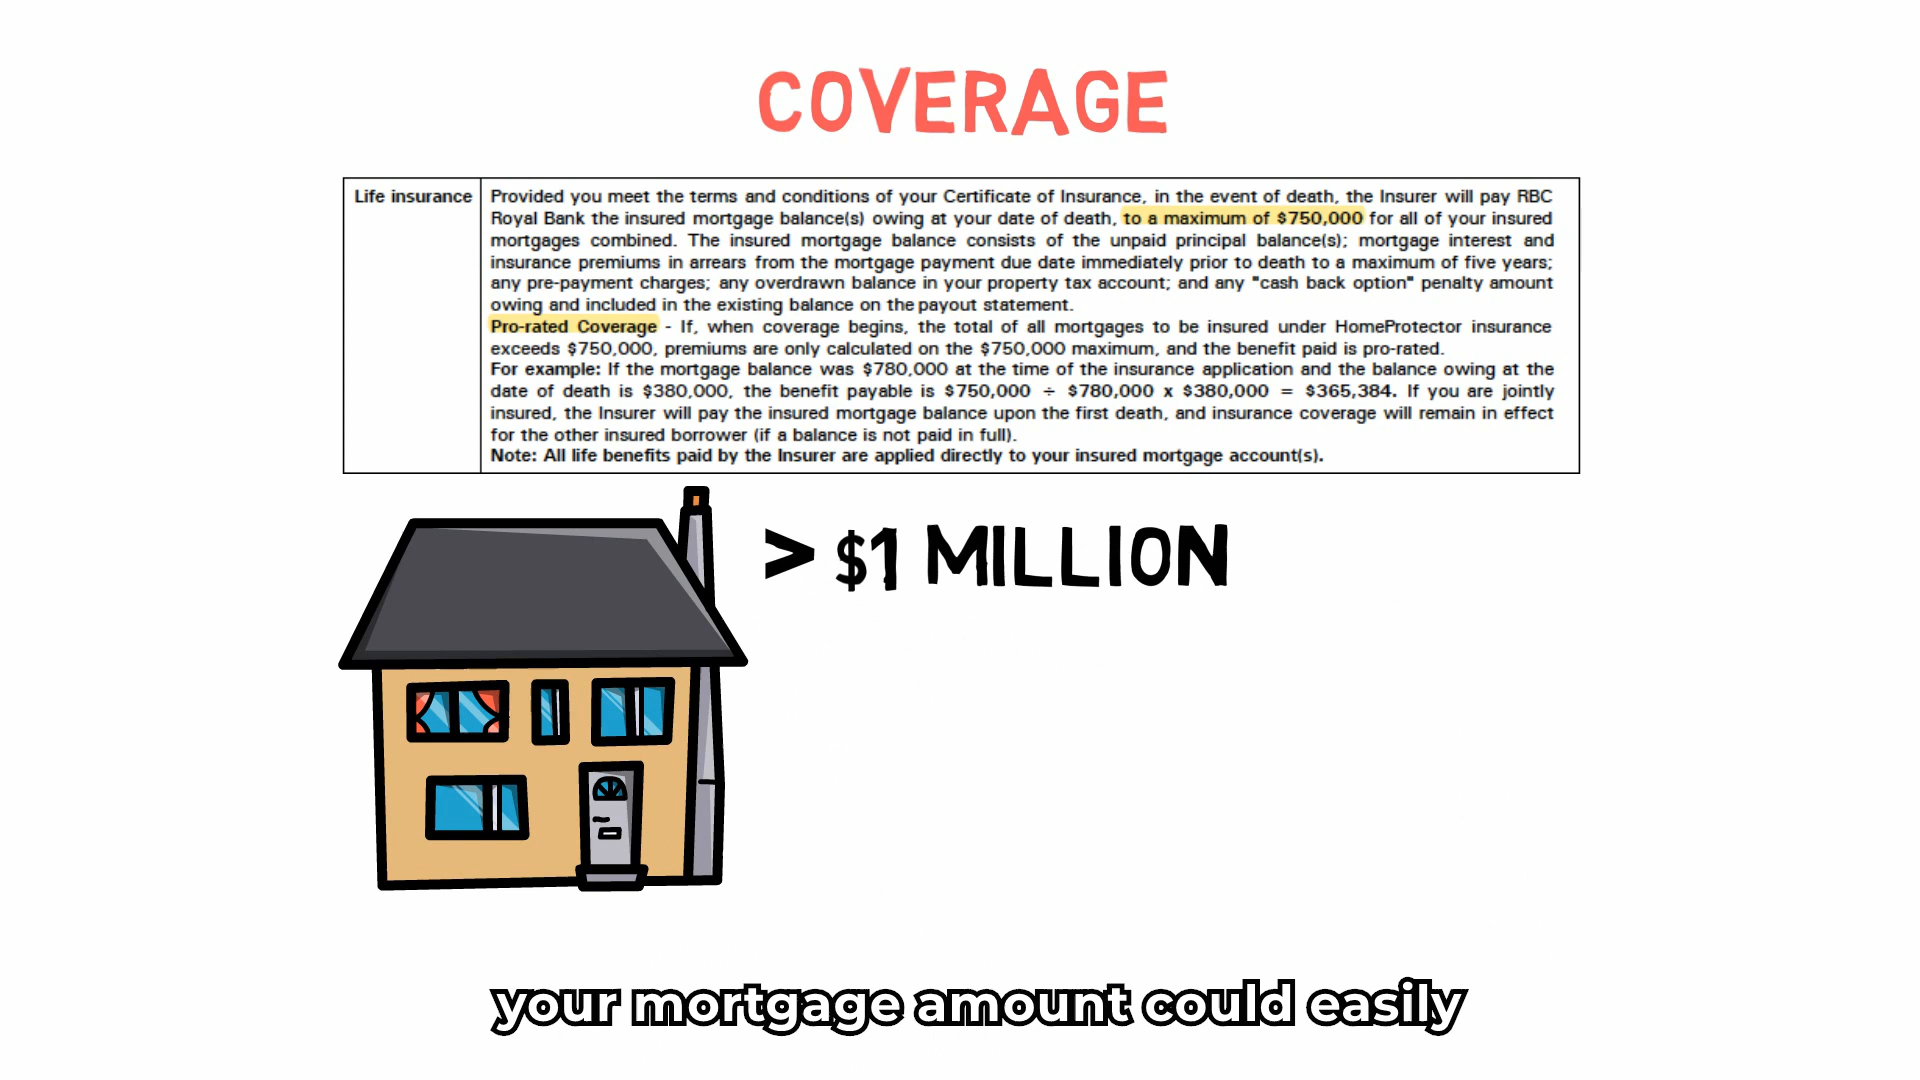 COVERAGE
Life insurance
Provided you meet the terms and conditions of your Certificate of Insurance, in the event of death, the Insurer will pay RBC
Royal Bank the insured mortgage balance(s) owing at your date of death, to a maximum of $750,000 for all of your insured
mortgages combined. The insured mortgage balance consists of the unpaid principal balance(s); mortgage interest and
insurance premiums in arrears from the mortgage payment due date immediately prior to death to a maximum of five years;
any pre-payment charges; any overdrawn balance in your property tax account; and any "cash back option" penalty amount
owing and included in the existing balance on the payout statement.
Pro-rated Coverage - If, when coverage begins, the total of all mortgages to be insured under HomeProtector insurance
exceeds $750,000, premiums are only calculated on the $750,000 maximum, and the benefit paid is pro-rated.
For example: If the mortgage balance was $780,000 at the time of the insurance application and the balance owing at the
date of death is $380,000, the benefit payable is $750,000 ÷ $780,000 x $380,000 = $365,384. If you are jointly
insured, the Insurer will pay the insured mortgage balance upon the first death, and insurance coverage will remain in effect
for the other insured borrower (if a balance is not paid in full).
Note: All life benefits paid by the Insurer are applied directly to your insured mortgage account(s).
> $1 MILLION
your mortgage amount could easily